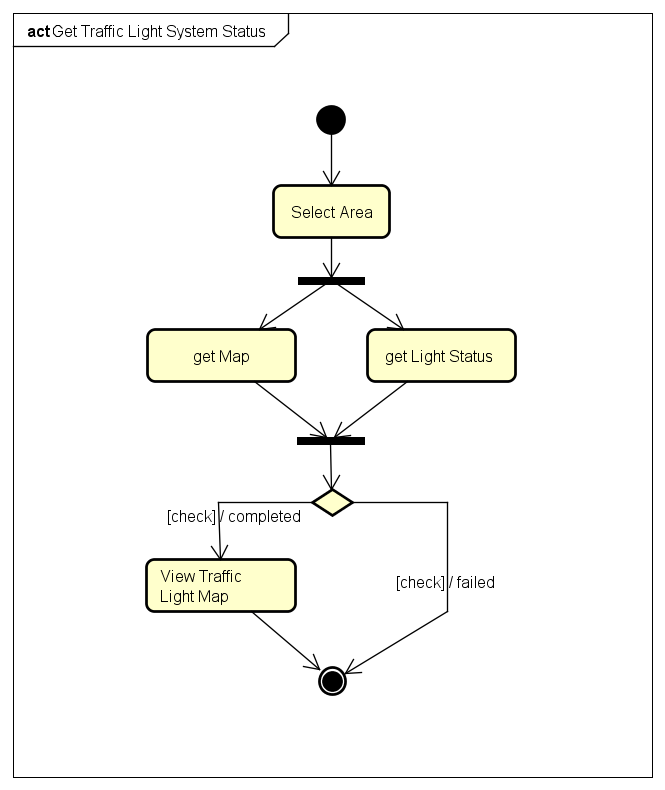 act Get Traffic Light System Status
Select Area
get Map
get Light Status
[check] / completed
View Traffic
Light Map
[check] / failed